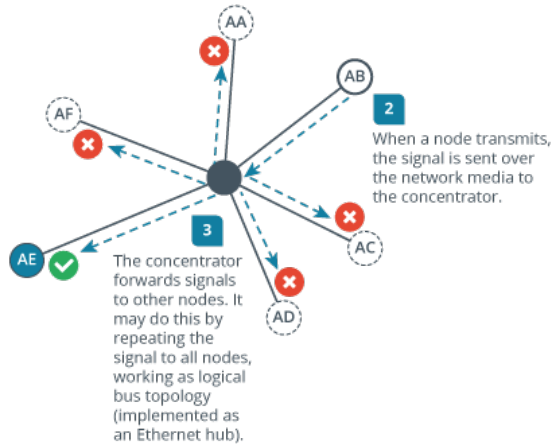 AA
AB
AF
2
When a node transmits,
the signal is sent over
the network media to
the concentrator.
AC
3
AE
The concentrator
forwards signals
to other nodes. It
may do this by
repeating the
signal to all nodes,
working as logical
bus topology
(implemented as
an Ethernet hub).
AD